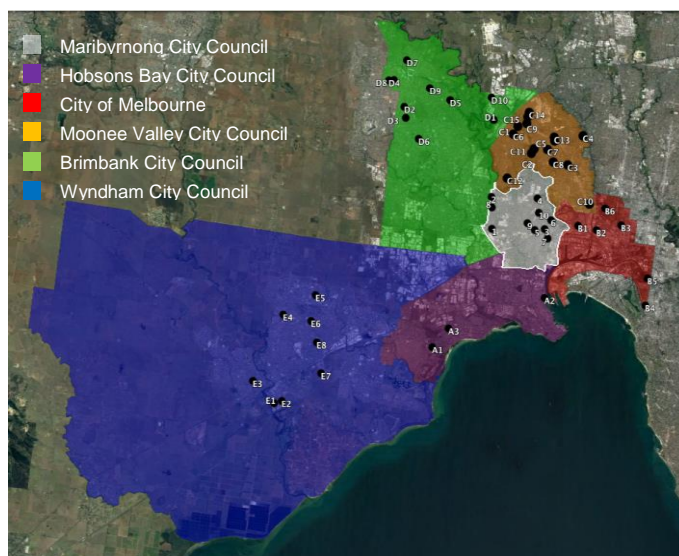 Maribyrnong City Council
Hobsons Bay City Council
City of Melbourne
Moonee Valley City Council
Brimbank City Council
Wyndham City Council
D7
D8 D4
D9
D5
D10
D2
D3
D1
D6
C14
C15
C9
C1
C6
C13
C4
C5
C11
C7
C2
C8
C3
C12
C10
B6
B1
B2
B3
B5
B4
9
A2
A3
A1
E5
E4
E6
E8
E7
E3
E1
E2